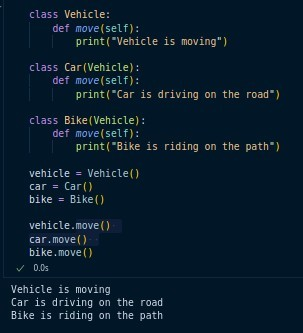 class Vehicle:
    def move(self):
        print("Vehicle is moving")
class Car(Vehicle):
    def move(self):
        print("Car is driving on the road")
class Bike(Vehicle):
    def move(self):
        print("Bike is riding on the path")
vehicle = Vehicle()
car = Car()
bike = Bike()
vehicle.move()
car.move()
bike.move()
0.0s
Vehicle is moving
Car is driving on the road
Bike is riding on the path